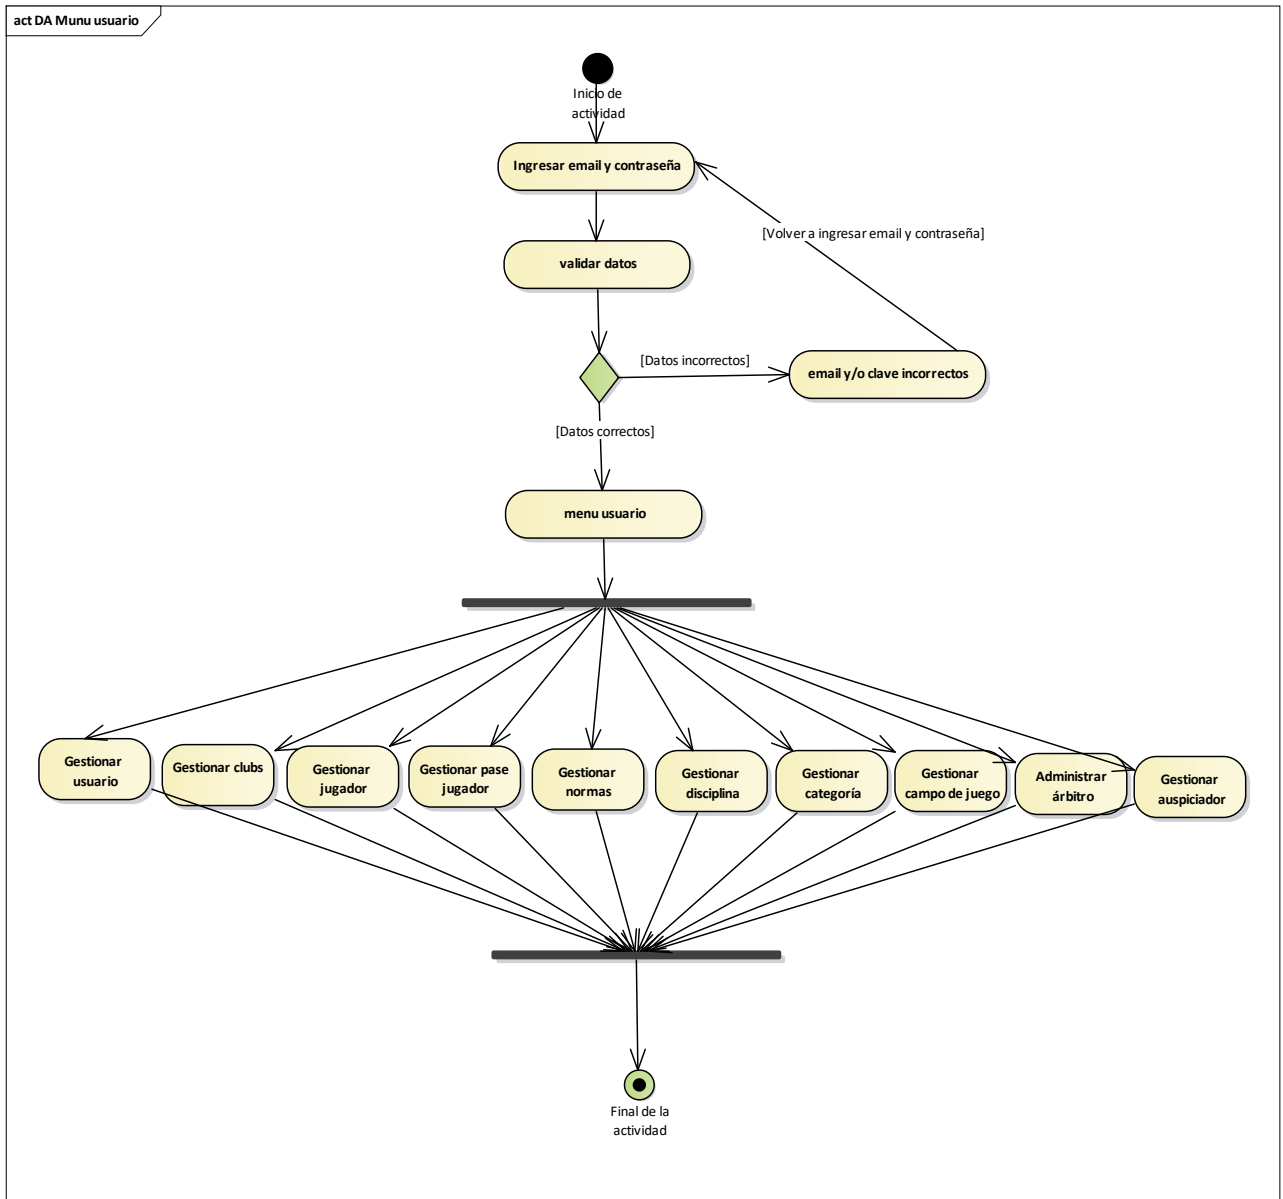 act DA Munu usuario
Inicio de
actividad
Ingresar email y contraseña
[Volver a ingresar email y contraseña]
validar datos
[Datos incorrectos]
email y/o clave incorrectos
[Datos correctos]
menu usuario
Gestionar
usuario
Gestionar clubs
Gestionar
jugador
Gestionar pase
jugador
Gestionar
normas
Gestionar
disciplina
Gestionar
categoría
Gestionar
campo de juego
Administrar
árbitro
Gestionar
auspiciador
Final de la
actividad